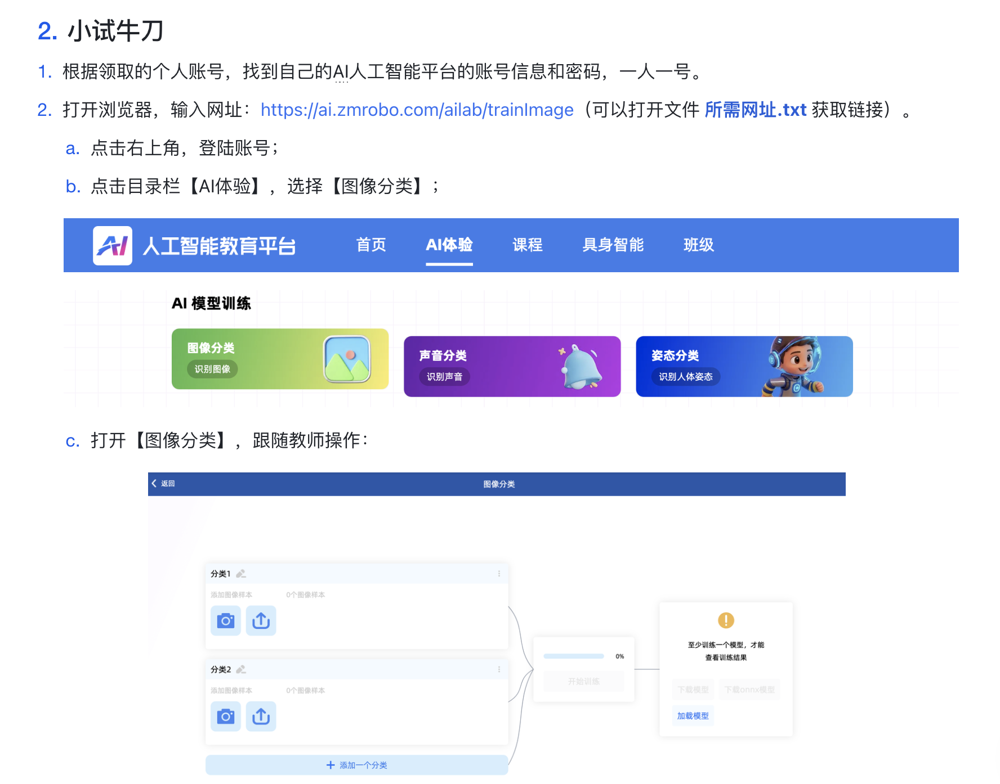 2. 小试牛刀
1. 根据领取的个人账号，找到自己的AI人工智能平台的账号信息和密码，一人一号。
2. 打开浏览器，输入网址：https://ai.zmrobo.com/ailab/trainImage（可以打开文件 所需网址.txt 获取链接）。
a. 点击右上角，登陆账号；
b. 点击目录栏【AI体验】，选择【图像分类】；
AI 人工智能教育平台 首页 AI体验 课程 具身智能 班级
AI 模型训练
图像分类
识别图像
声音分类
识别声音
姿态分类
识别人体姿态
c. 打开【图像分类】，跟随教师操作：
返回 图像分类
分类1
添加图像样本 0个图像样本
分类2
添加图像样本 0个图像样本
+ 添加一个分类
0%
开始训练
至少训练一个模型，才能
查看训练结果
下载模型 下载onnx模型
加载模型